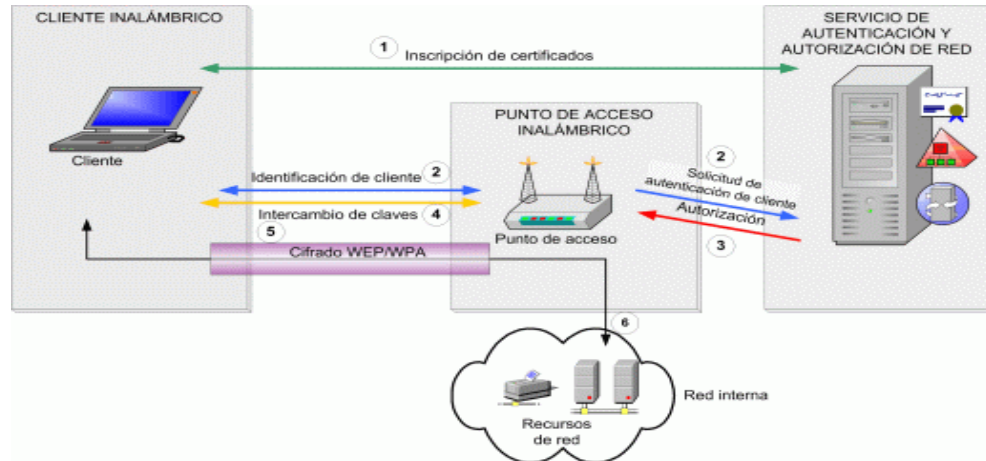 CLIENTE INALÁMBRICO
SERVICIO DE
AUTENTICACIÓN Y
AUTORIZACIÓN DE RED
1
Inscripción de certificados
PUNTO DE ACCESO
INALÁMBRICO
Cliente
Identificación de cliente
2
2
Solicitud de
autenticación de cliente
Intercambio de claves
4
Autorización
3
Punto de acceso
5
Cifrado WEP/WPA
6
Recursos
de red
Red interna